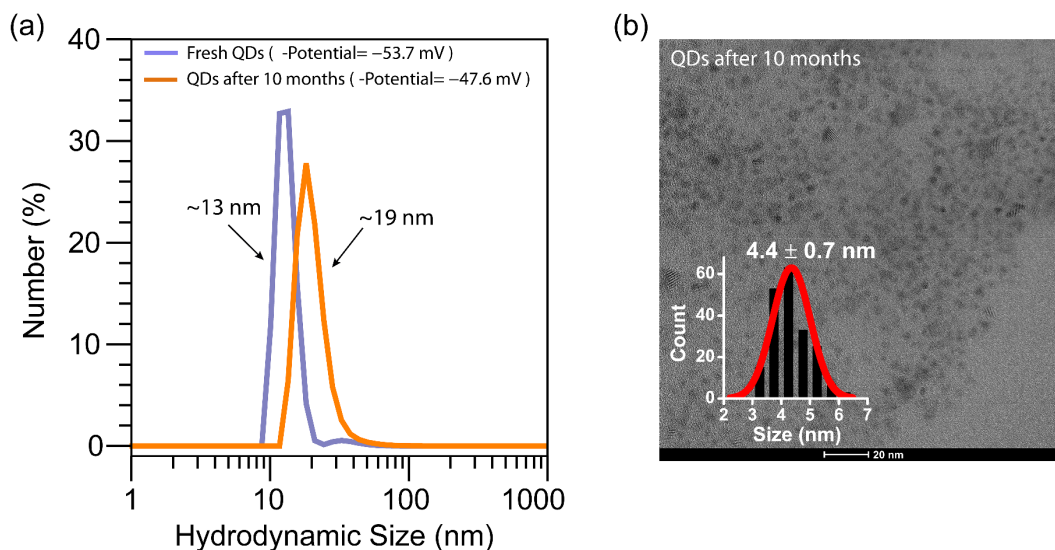 (a)
Fresh QDs ( -Potential= −53.7 mV)
QDs after 10 months ( -Potential= −47.6 mV )
40
30
20
10
0
~13 nm
~19 nm
Number (%)
1
10
100
1000
Hydrodynamic Size (nm)
(b)
QDs after 10 months
4.4 ± 0.7 nm
60
40
20
0
Count
2 3 4 5 6 7
Size (nm)
20 nm